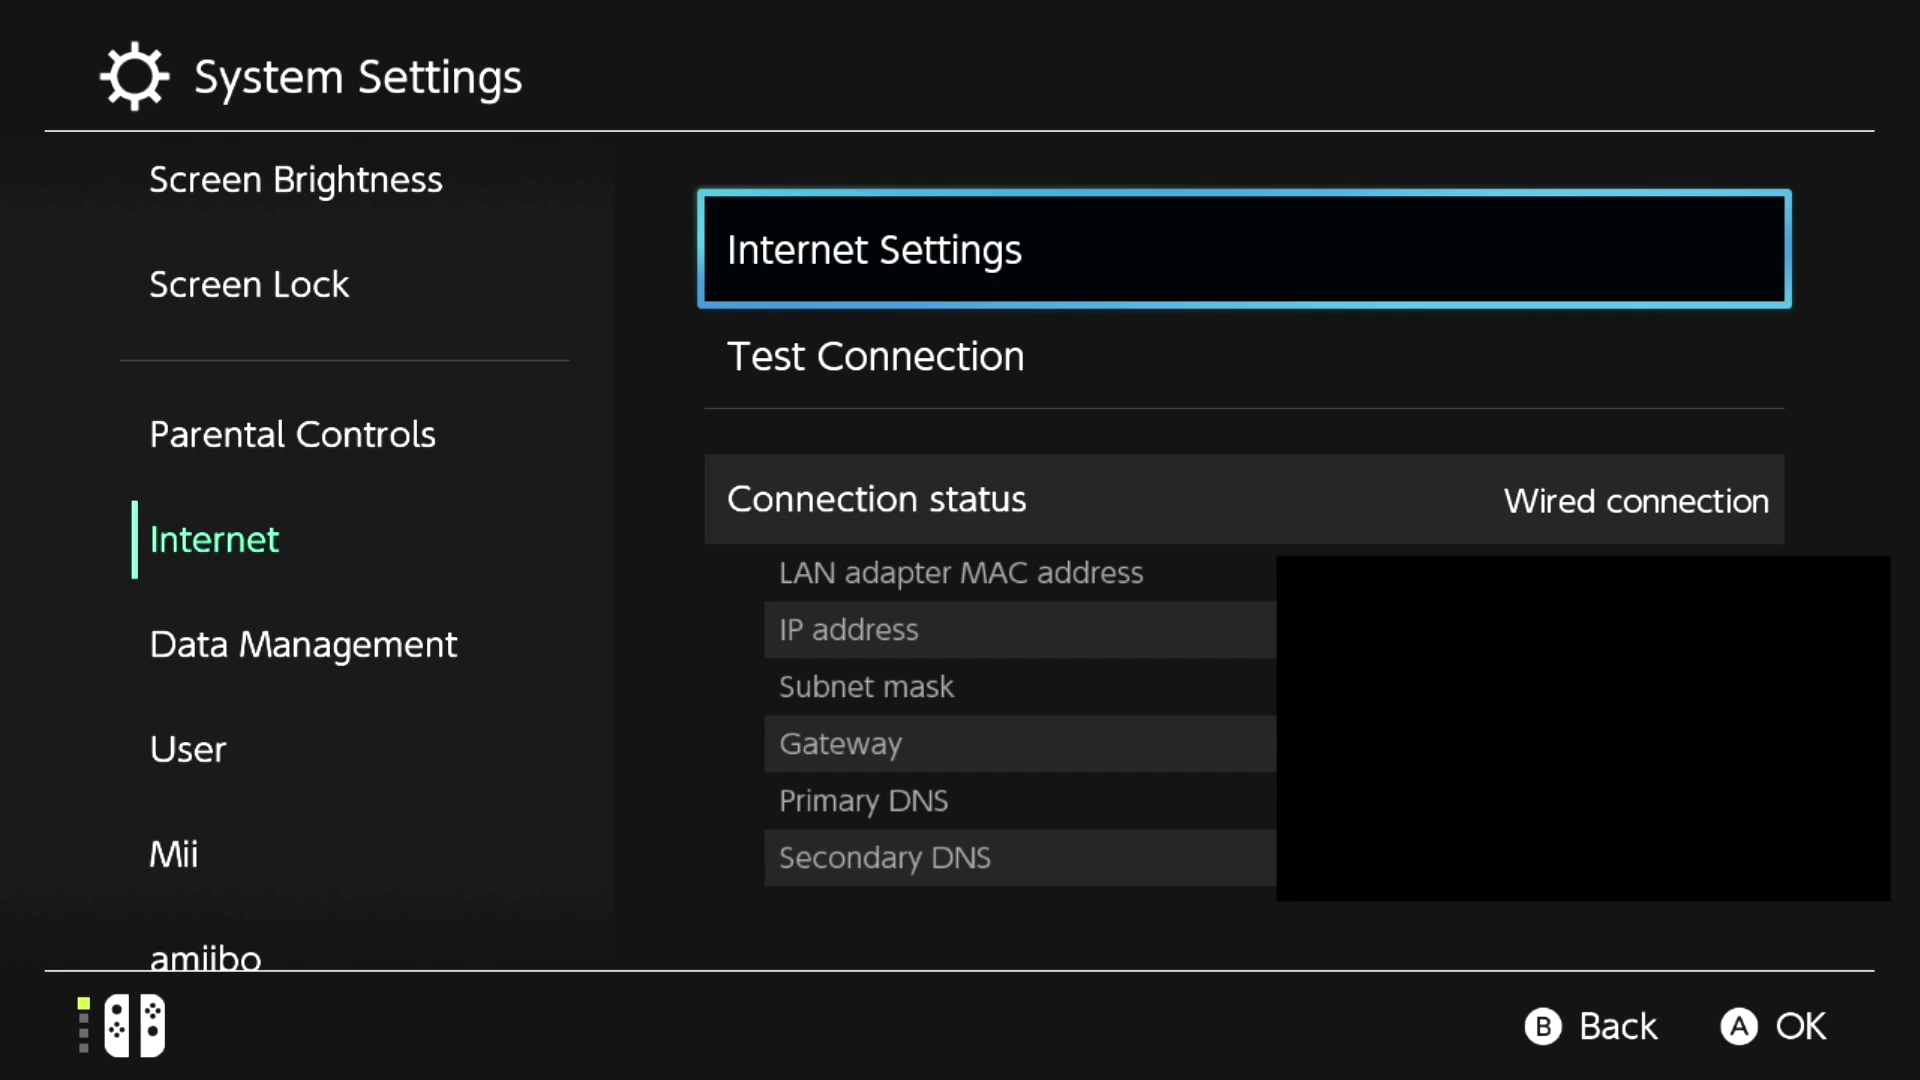 System Settings
Screen Brightness
Screen Lock
Parental Controls
Internet
Data Management
User
Mii
amiibo
Internet Settings
Test Connection
Connection status Wired connection
LAN adapter MAC address
IP address
Subnet mask
Gateway
Primary DNS
Secondary DNS
B Back A OK